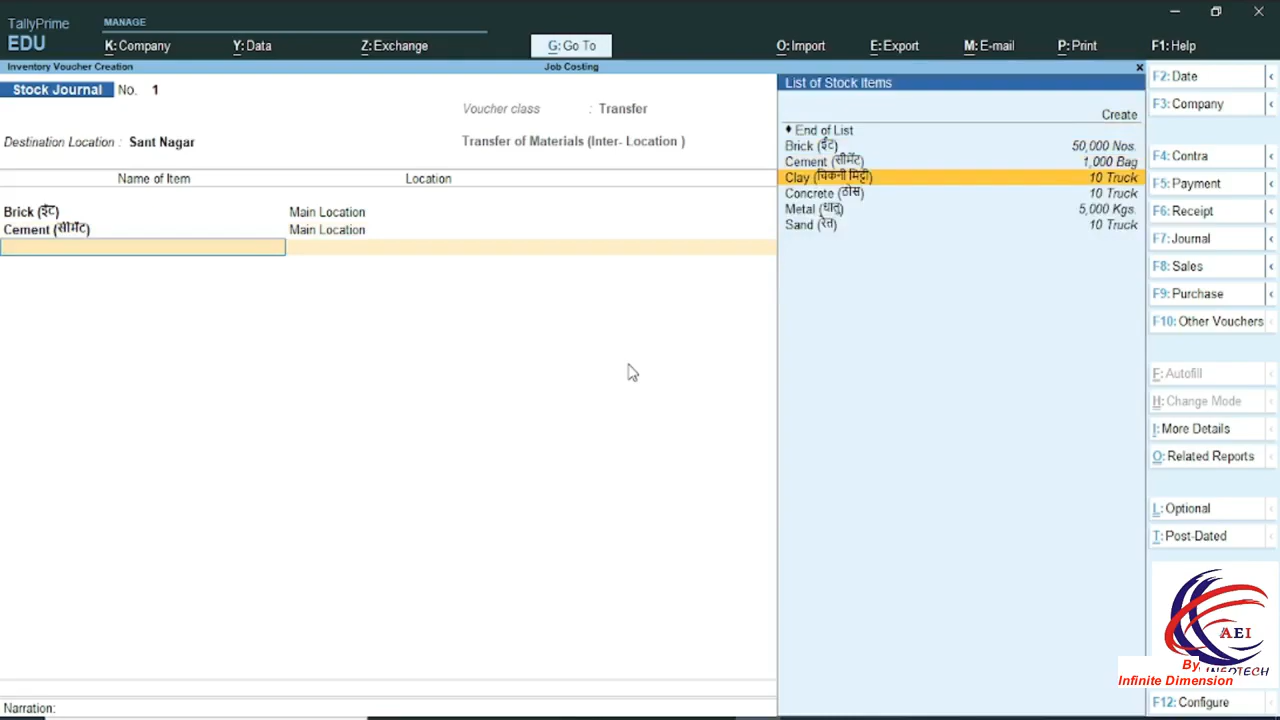 TallyPrime
EDU
MANAGE
K: Company
Y: Data
Z: Exchange
G: Go To
O: Import
E: Export
M: E-mail
P: Print
F1: Help
Inventory Voucher Creation
Job Costing
Stock Journal No. 1
Voucher class : Transfer
Destination Location : Sant Nagar
Transfer of Materials (Inter- Location )
Name of Item Location
Brick (ईंट) Main Location
Cement (सीमेंट) Main Location
List of Stock Items
Create
♦ End of List
Brick (ईंट) 50,000 Nos.
Cement (सीमेंट) 1,000 Bag
Clay (चिकनी मिट्टी) 10 Truck
Concrete (ठोस) 10 Truck
Metal (धातु) 5,000 Kgs.
Sand (रेत) 10 Truck
F2: Date
F3: Company
F4: Contra
F5: Payment
F6: Receipt
F7: Journal
F8: Sales
F9: Purchase
F10: Other Vouchers
F: Autofill
H: Change Mode
I: More Details
O: Related Reports
L: Optional
T: Post-Dated
AEI
INFOTECH
By,
Infinite Dimension
F12: Configure
Narration: